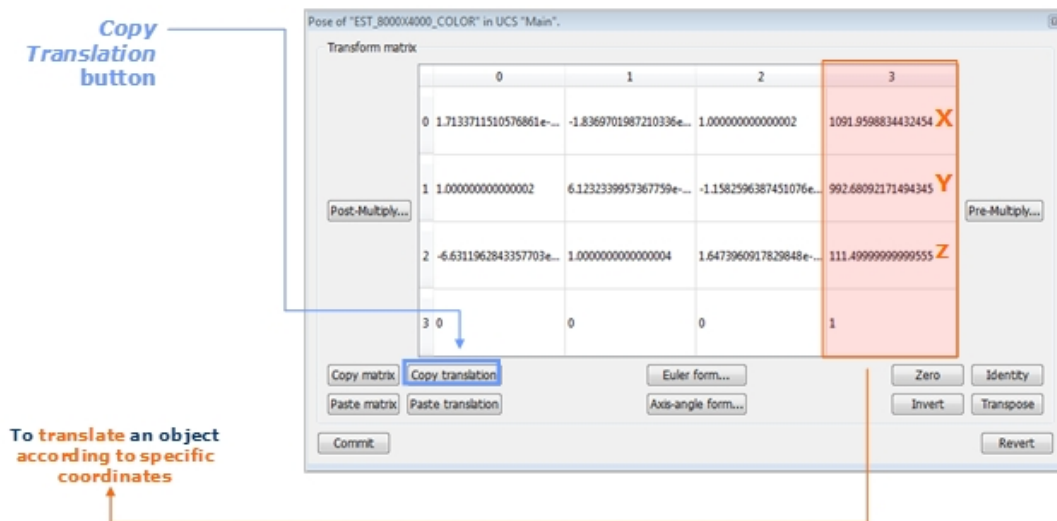 Copy
Translation
button
Pose of "EST_8000X4000_COLOR" in UCS "Main".
Transform matrix
0 1 2 3
0 1.7133711510576861e-... -1.8369701987210336e... 1.000000000000002 1091.9598834432454 X
1 1.000000000000002 6.1232339957367759e-... -1.1582596387451076e... 992.68092171494345 Y
Post-Multiply... Pre-Multiply...
2 -6.6311962843357703e... 1.0000000000000004 1.6473960917829848e-... 111.49999999999555 Z
3 0 0 0 1
Copy matrix Copy translation Euler form... Zero Identity
Paste matrix Paste translation Axis-angle form... Invert Transpose
Commit Revert
To translate an object
according to specific
coordinates